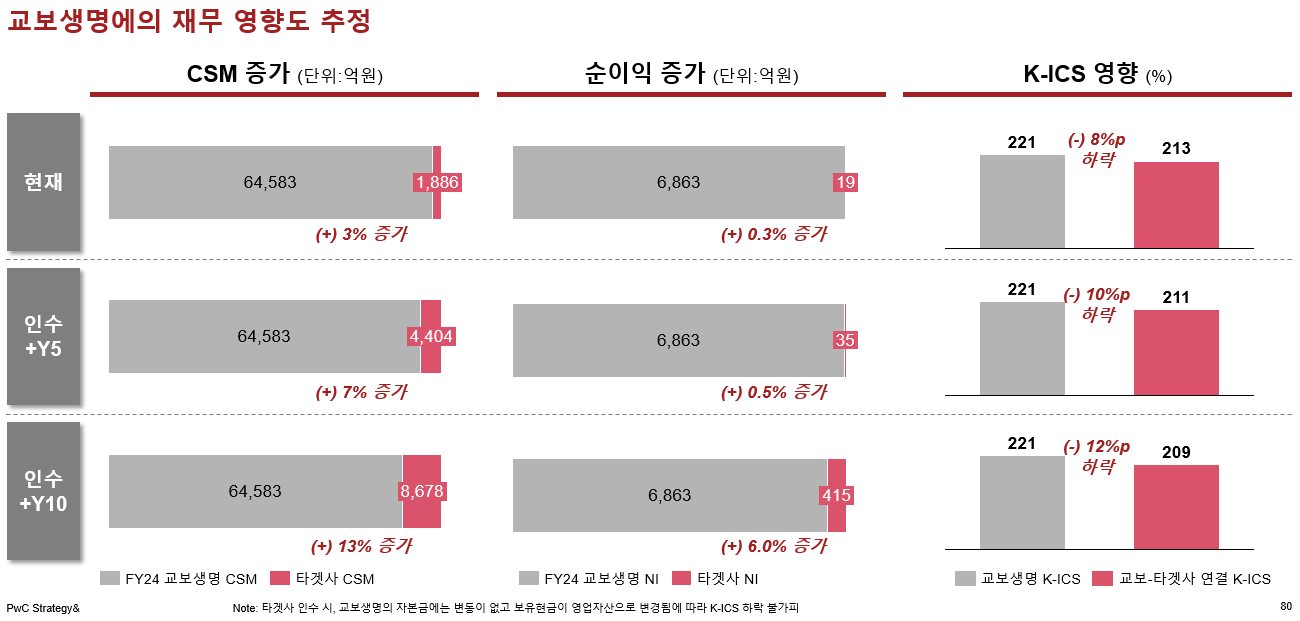 교보생명에의 재무 영향도 추정
CSM 증가 (단위:억원)
순이익 증가 (단위:억원)
K-ICS 영향 (%)
현재
64,583
1,886
(+) 3% 증가
6,863
19
(+) 0.3% 증가
221
(-) 8%p
하락
213
인수
+Y5
64,583
4,404
(+) 7% 증가
6,863
35
(+) 0.5% 증가
221
(-) 10%p
하락
211
인수
+Y10
64,583
8,678
(+) 13% 증가
6,863
415
(+) 6.0% 증가
221
(-) 12%p
하락
209
FY24 교보생명 CSM
타겟사 CSM
FY24 교보생명 NI
타겟사 NI
교보생명 K-ICS
교보-타겟사 연결 K-ICS
PwC Strategy&
Note: 타겟사 인수 시, 교보생명의 자본금에는 변동이 없고 보유현금이 영업자산으로 변경됨에 따라 K-ICS 하락 불가피
80